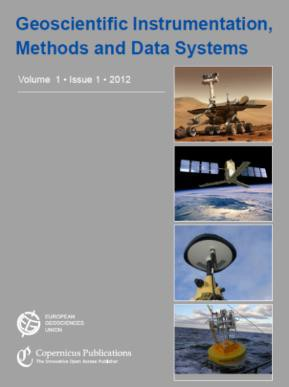 Geoscientific Instrumentation,
Methods and Data Systems
Volume 1 • Issue 1 • 2012
EUROPEAN
GEOSCIENCES
UNION
Copernicus Publications
The Innovative Open Access Publisher